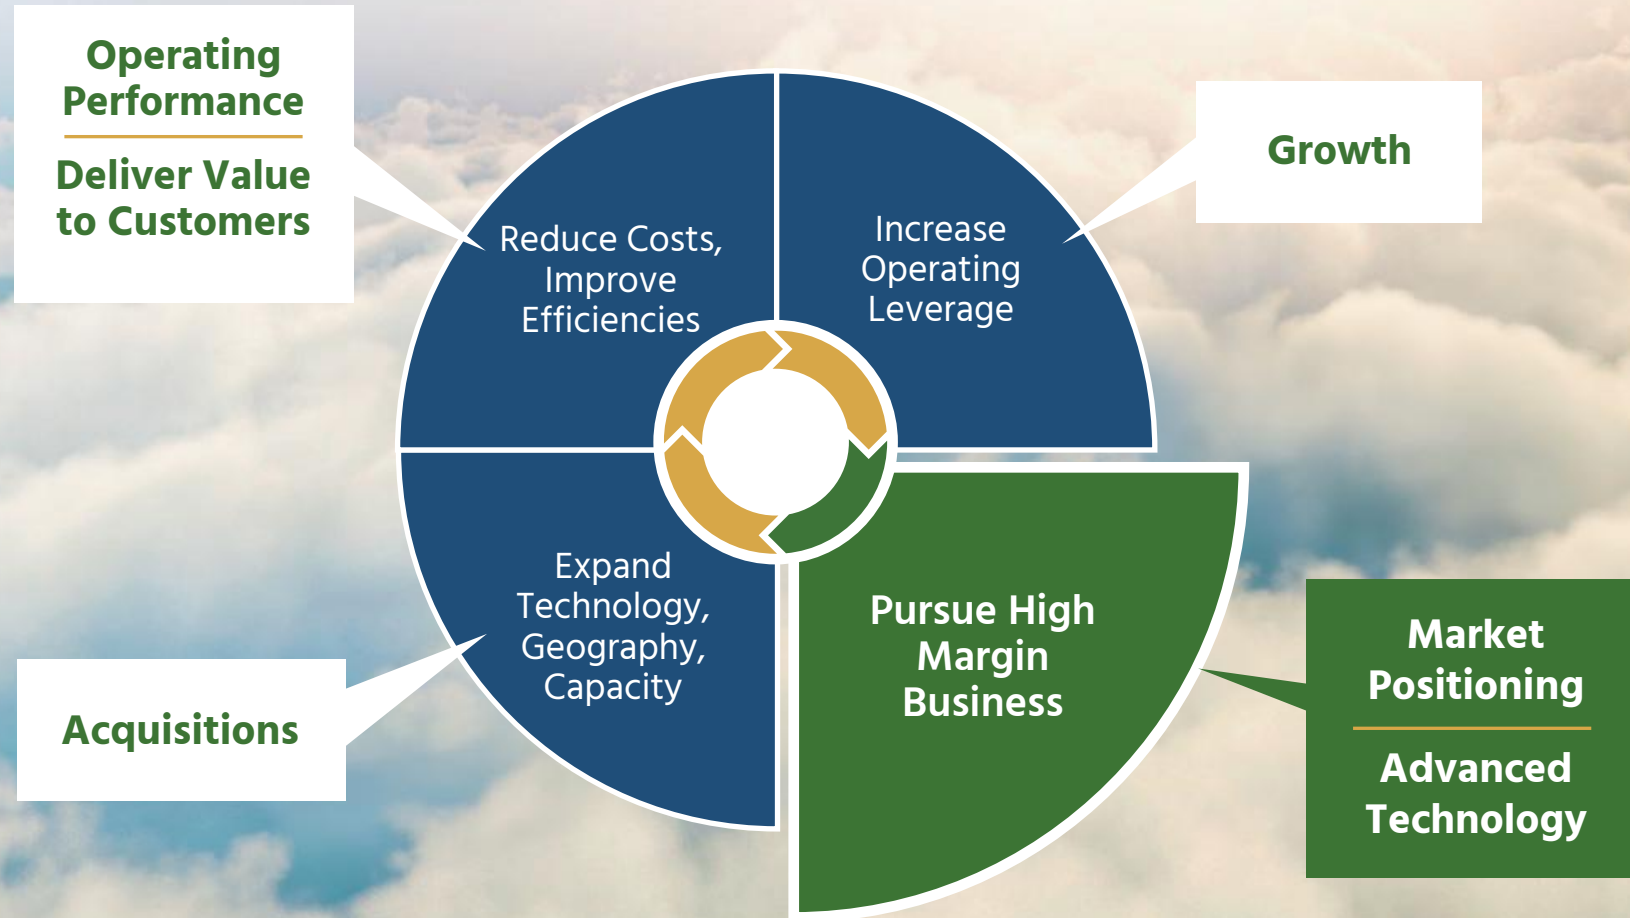 Operating
Performance
Deliver Value
to Customers
Growth
Reduce Costs,
Improve
Efficiencies
Increase
Operating
Leverage
Expand
Technology,
Geography,
Capacity
Pursue High
Margin
Business
Acquisitions
Market
Positioning
Advanced
Technology